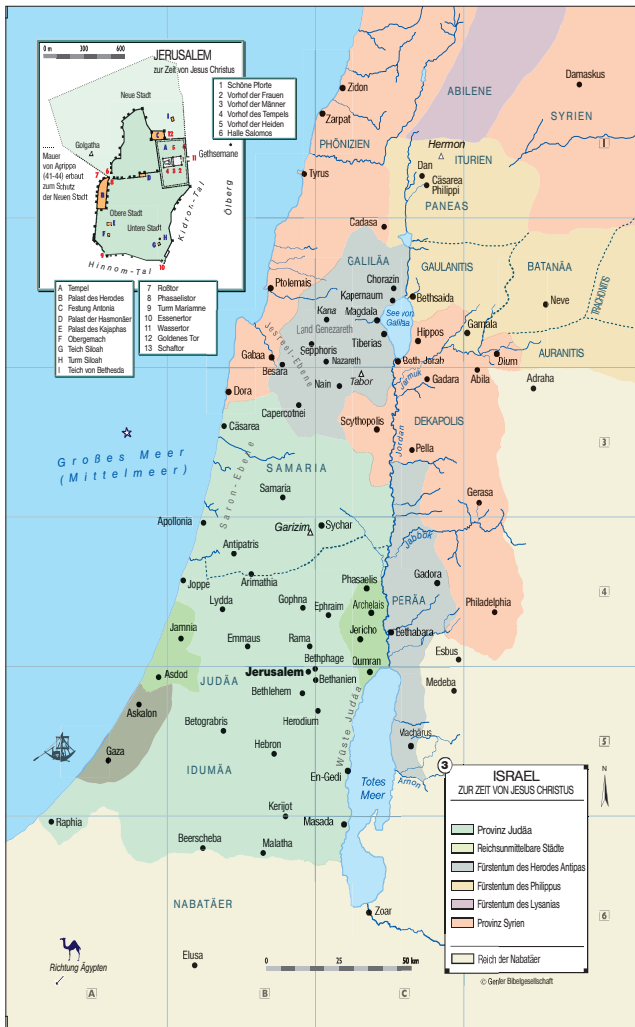 0 m 300 600
JERUSALEM
zur Zeit von Jesus Christus
Neue Stadt
Golgatha
Mauer
von Agrippa
(41-44) erbaut
zum Schutz
der Neuen Stadt
Gethsemane
Obere Stadt
Untere Stadt
Kidron-Tal
Ölberg
Hinnom-Tal
1 Schöne Pforte
2 Vorhof der Frauen
3 Vorhof der Männer
4 Vorhof des Tempels
5 Vorhof der Heiden
6 Halle Salomos
A Tempel
B Palast des Herodes
C Festung Antonia
D Palast der Hasmonäer
E Palast des Kajaphas
F Obergemach
G Teich Siloah
H Turm Siloah
I Teich von Bethesda
7 Roßtor
8 Phaselistor
9 Turm Mariamne
10 Essenertor
11 Wassertor
12 Goldenes Tor
13 Schaftor
Damaskus
Zidon
ABILENE
SYRIEN
Zarpat
1
PHÖNIZIEN
Hermon
ITURIEN
Tyrus
Dan
Cäsarea
Philippi
PANEAS
Cadasa
GALILÄA
GAULANITIS
BATANÄA
TRACHONITIS
Ptolemais
Chorazin
Kapernaum
Bethsaida
Neve
Kana
Magdala
See von
Galiläa
Land Genezareth
Jesreel-Ebene
Tiberias
Hippos
Gamala
Sepphoris
AURANITIS
Gabaa
Nazareth
Beth-Jerah
Dium
Besara
Tabor
Jarmuk
Abila
Nain
Gadara
Adraha
Dora
Capercotnei
Cäsarea
Scythopolis
DEKAPOLIS
Großes Meer
(Mittelmeer)
3
Jordan
Pella
SAMARIA
Saron-Ebene
Samaria
Gerasa
Apollonia
Garizim
Sychar
Jabbok
Antipatris
Arimathia
Joppe
Phasaelis
Gadora
4
Lydda
Gophna
Ephraim
Archelais
PERÄA
Philadelphia
Jamnia
Emmaus
Rama
Jericho
Bethabara
Bethphage
Qumran
Esbus
Jerusalem
Asdod
JUDÄA
Bethanien
Medeba
Askalon
Bethlehem
Wüste Judäa
Betograbris
Herodium
Gaza
Hebron
5
IDUMÄA
En-Gedi
Totes
Meer
Arnon
Kerijot
Raphia
Masada
Beerscheba
Malatha
NABATÄER
Zoar
6
Elusa
Richtung Ägypten
0 25 50 km
A
B
C
N
3
ISRAEL
ZUR ZEIT VON JESUS CHRISTUS
Provinz Judäa
Reichsunmittelbare Städte
Fürstentum des Herodes Antipas
Fürstentum des Philippus
Fürstentum des Lysanias
Provinz Syrien
Reich der Nabatäer
© Genfer Bibelgesellschaft